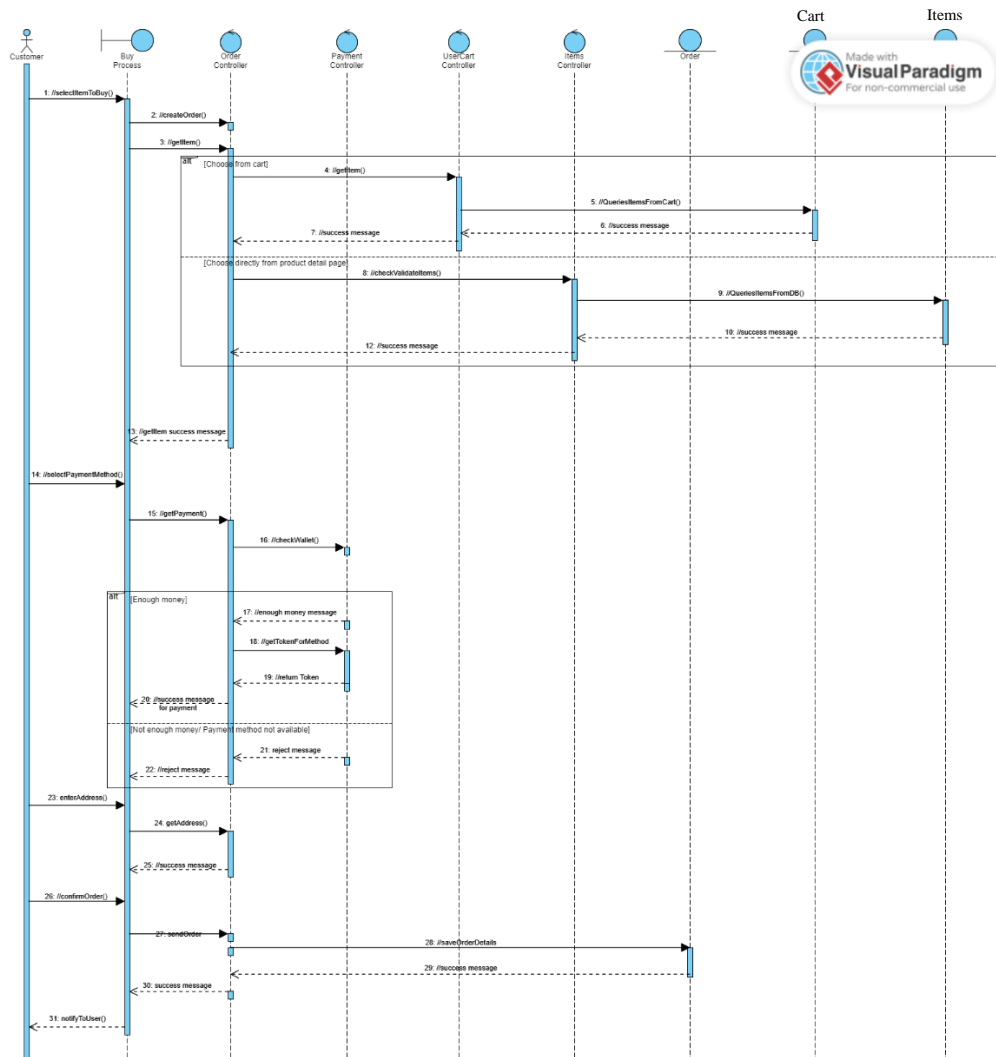 Cart Items
Customer
Buy
Process
Order
Controller
Payment
Controller
UserCart
Controller
Items
Controller
Order
Made with
Visual Paradigm
For non-commercial use
1: //selectItemToBuy()
2: //createOrder()
3: //getItem()
alt
[Choose from cart]
4: //getItem()
5: //QueriesItemsFromCart()
6: //success message
7: //success message
[Choose directly from product detail page]
8: //checkValidateItems()
9: //QueriesItemsFromDB()
10: //success message
12: //success message
13: //getItem success message
14: //selectPaymentMethod()
15: //getPayment()
16: //checkWallet()
alt
[Enough money]
17: //enough money message
18: //getTokenForMethod
19: //return Token
20: //success message
for payment
[Not enough money/ Payment method not available]
21: reject message
22: //reject message
23: enterAddress()
24: getAddress()
25: //success message
26: //confirmOrder()
27: sendOrder
28: //saveOrderDetails
29: //success message
30: success message
31: notifyToUser()